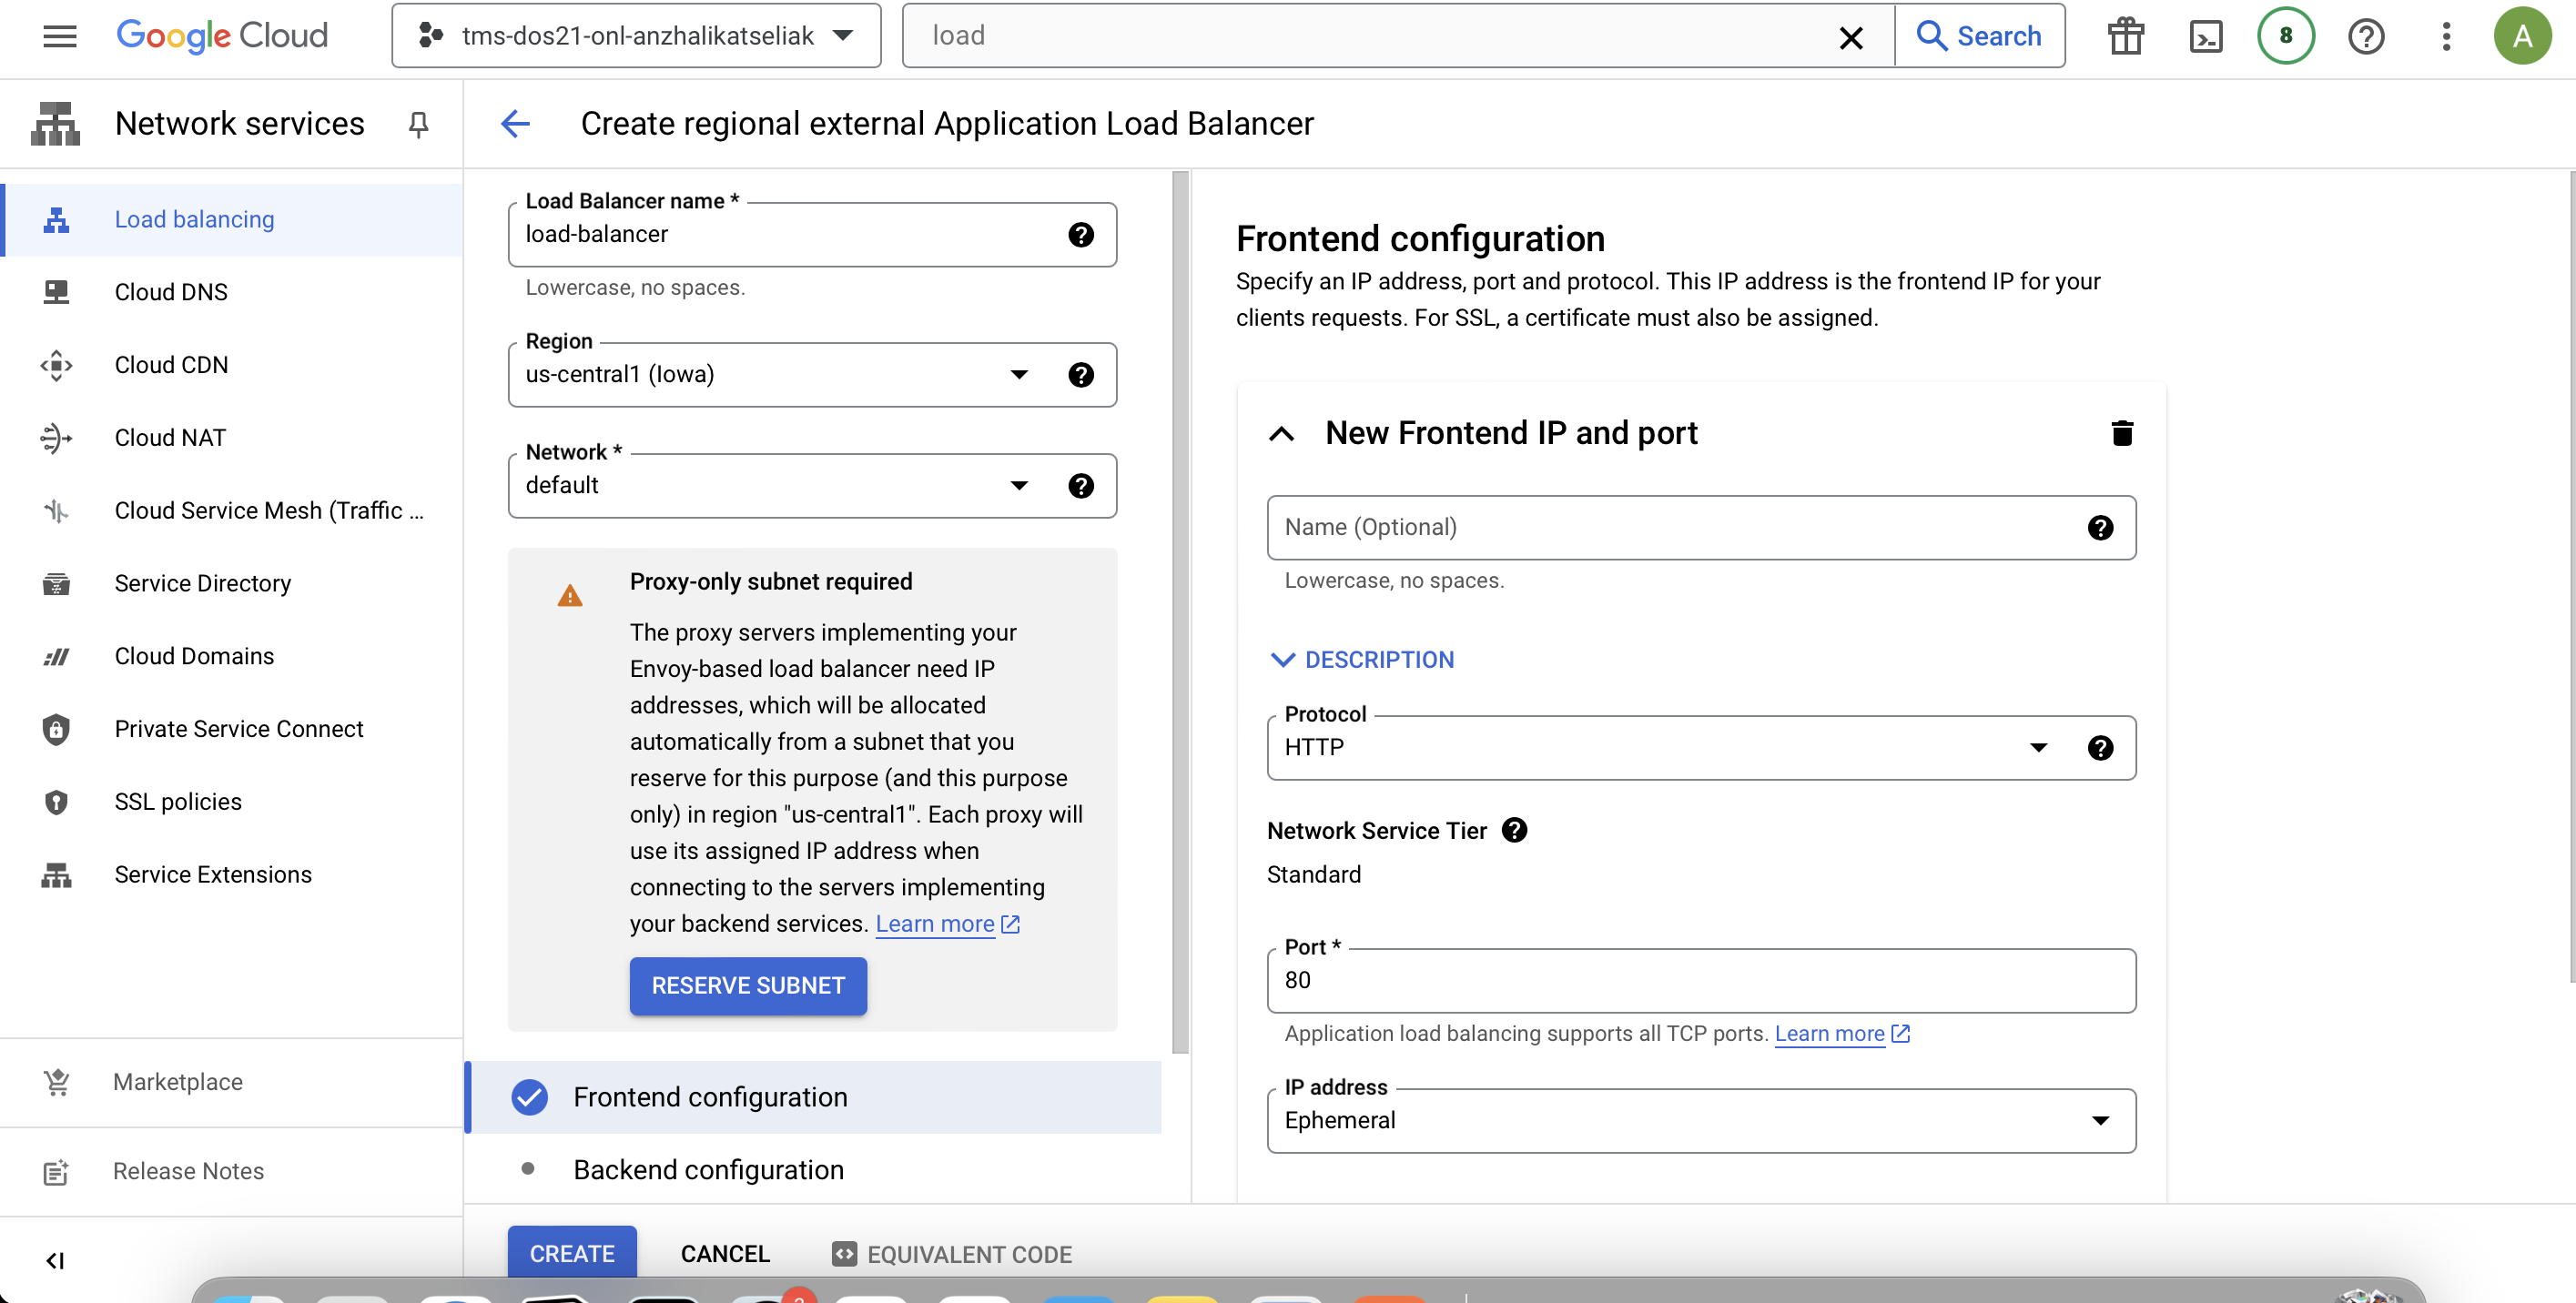 Google Cloud
tms-dos21-onl-anzhalikatseliak
load
Search
8
A
Network services
Create regional external Application Load Balancer
Load balancing
Cloud DNS
Cloud CDN
Cloud NAT
Cloud Service Mesh (Traffic ...
Service Directory
Cloud Domains
Private Service Connect
SSL policies
Service Extensions
Marketplace
Release Notes
Load Balancer name *
load-balancer
Lowercase, no spaces.
Region
us-central1 (Iowa)
Network *
default
Proxy-only subnet required
The proxy servers implementing your
Envoy-based load balancer need IP
addresses, which will be allocated
automatically from a subnet that you
reserve for this purpose (and this purpose
only) in region "us-central1". Each proxy will
use its assigned IP address when
connecting to the servers implementing
your backend services. Learn more
RESERVE SUBNET
Frontend configuration
Backend configuration
CREATE
CANCEL
EQUIVALENT CODE
Frontend configuration
Specify an IP address, port and protocol. This IP address is the frontend IP for your
clients requests. For SSL, a certificate must also be assigned.
New Frontend IP and port
Name (Optional)
Lowercase, no spaces.
DESCRIPTION
Protocol
HTTP
Network Service Tier
Standard
Port *
80
Application load balancing supports all TCP ports. Learn more
IP address
Ephemeral